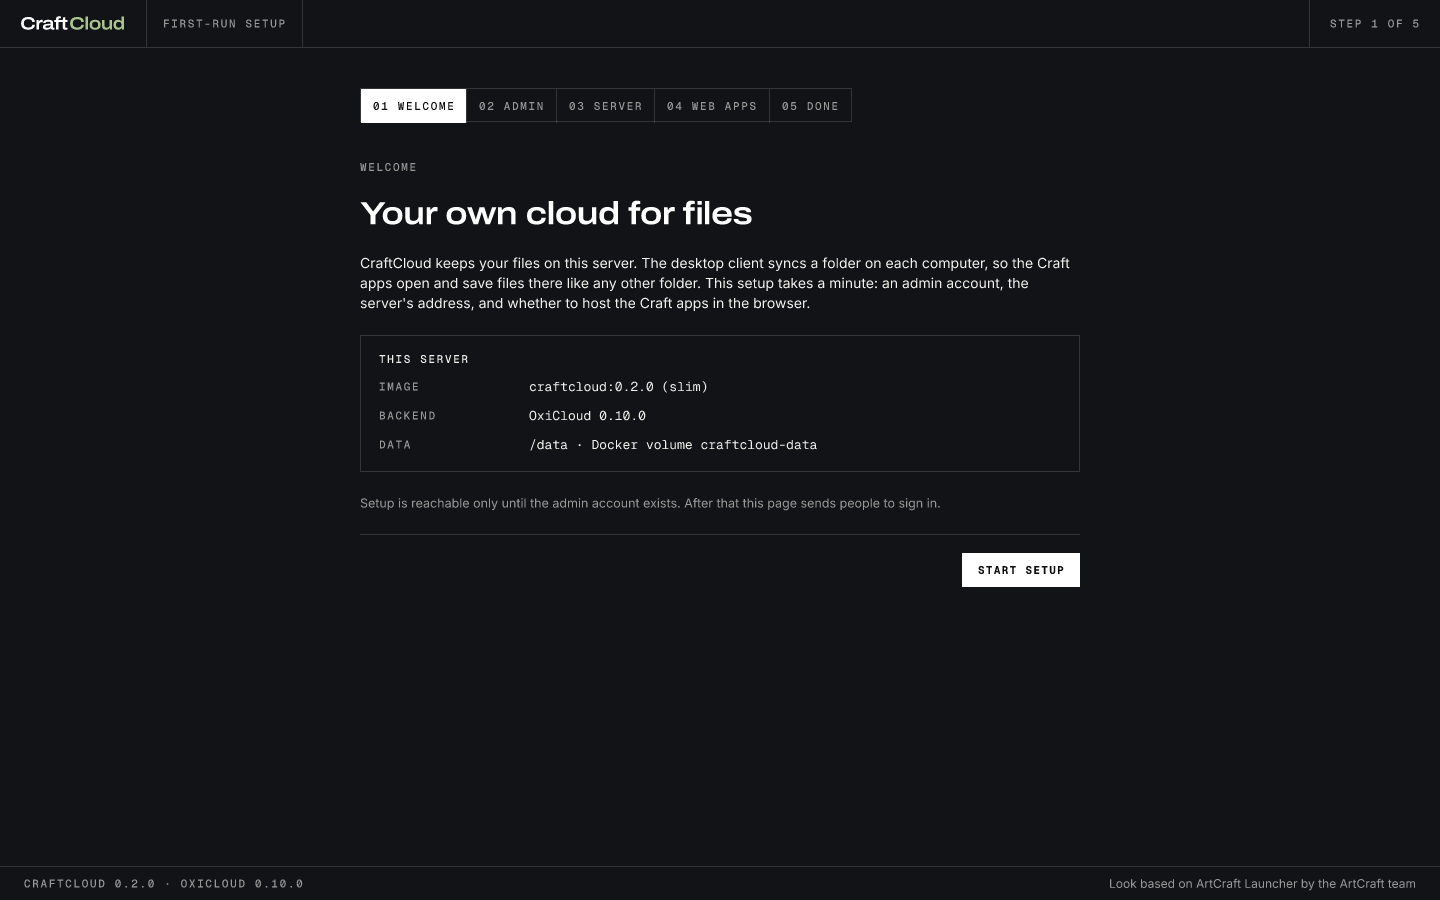 CraftCloud
FIRST-RUN SETUP
STEP 1 OF 5
01 WELCOME
02 ADMIN
03 SERVER
04 WEB APPS
05 DONE
WELCOME
Your own cloud for files
CraftCloud keeps your files on this server. The desktop client syncs a folder on each computer, so the Craft
apps open and save files there like any other folder. This setup takes a minute: an admin account, the
server's address, and whether to host the Craft apps in the browser.
THIS SERVER
IMAGE craftcloud:0.2.0 (slim)
BACKEND OxiCloud 0.10.0
DATA /data · Docker volume craftcloud-data
Setup is reachable only until the admin account exists. After that this page sends people to sign in.
START SETUP
CRAFTCLOUD 0.2.0 · OXICLOUD 0.10.0
Look based on ArtCraft Launcher by the ArtCraft team